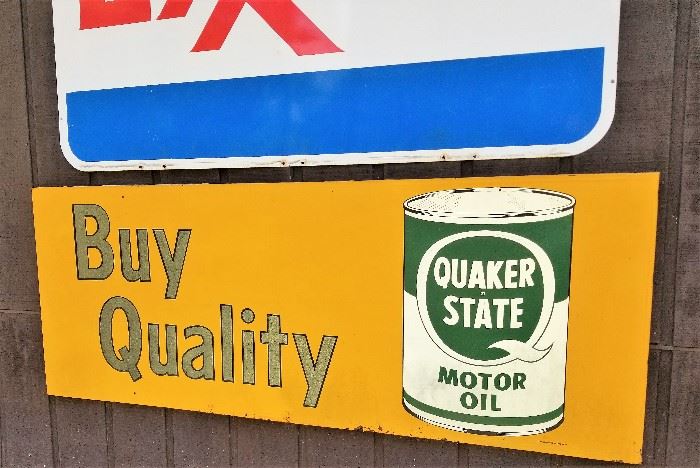 Buy
Quality
QUAKER
STATE
MOTOR
OIL